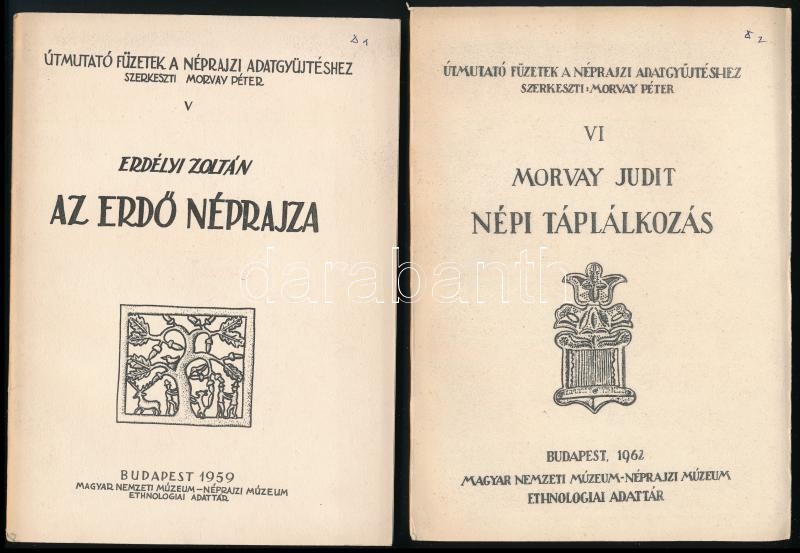 ÚTMUTATÓ FÜZETEK A NÉPRAJZI ADATGYŰJTÉSHEZ
SZERKESZTI MORVAY PÉTER
V
ERDÉLYI ZOLTÁN
AZ ERDŐ NÉPRAJZA
BUDAPEST 1959
MAGYAR NEMZETI MÚZEUM–NÉPRAJZI MÚZEUM
ETHNOLOGIAI ADATTÁR
ÚTMUTATÓ FÜZETEK A NÉPRAJZI ADATGYŰJTÉSHEZ
SZERKESZTI: MORVAY PÉTER
VI
MORVAY JUDIT
NÉPI TÁPLÁLKOZÁS
BUDAPEST, 1962
MAGYAR NEMZETI MÚZEUM-NÉPRAJZI MÚZEUM
ETHNOLOGIAI ADATTÁR
darabanth